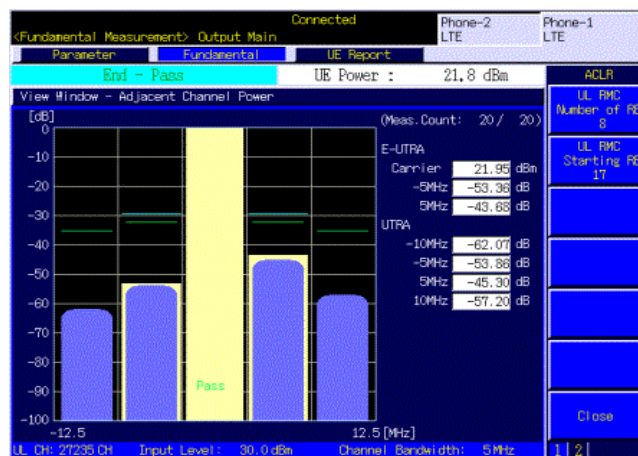 Connected
Phone-2
LTE
Phone-1
LTE
<Fundamental Measurement> Output Main
Parameter
Fundamental
UE Report
End - Pass
UE Power :
21.8 dBm
ACLR
View Window - Adjacent Channel Power
UL RMC
Number of RB
8
UL RMC
Starting RB
17
[dB]
(Meas.Count: 20/ 20)
0
-10
-20
-30
-40
-50
-60
-70
-80
-90
-100
E-UTRA
Carrier 21.95 dBm
-5MHz -53.36 dB
5MHz -43.68 dB
UTRA
-10MHz -62.07 dB
-5MHz -53.86 dB
5MHz -45.30 dB
10MHz -57.20 dB
Pass
-12.5
12.5[MHz]
Close
UL CH: 27235 CH Input Level: 30.0 dBm Channel Bandwidth: 5 MHz
1 2